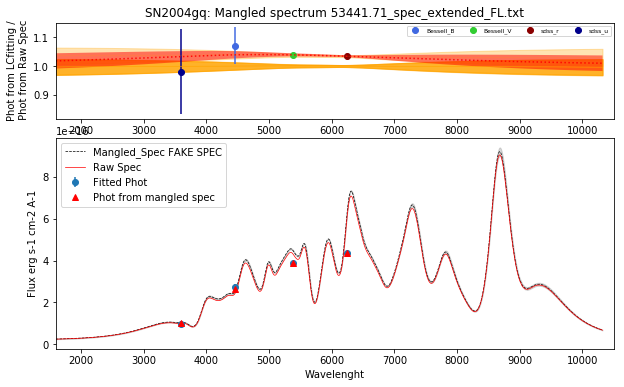 SN2004gq: Mangled spectrum 53441.71_spec_extended_FL.txt
Phot from LCfitting /
Phot from Raw Spec
1.1
1.0
0.9
Bessell_B
Bessell_V
sdss_r
sdss_u
2000 3000 4000 5000 6000 7000 8000 9000 10000
1e−16
Mangled_Spec FAKE SPEC
Raw Spec
Fitted Phot
Phot from mangled spec
Flux erg s-1 cm-2 A-1
8
6
4
2
0
2000 3000 4000 5000 6000 7000 8000 9000 10000
Wavelenght